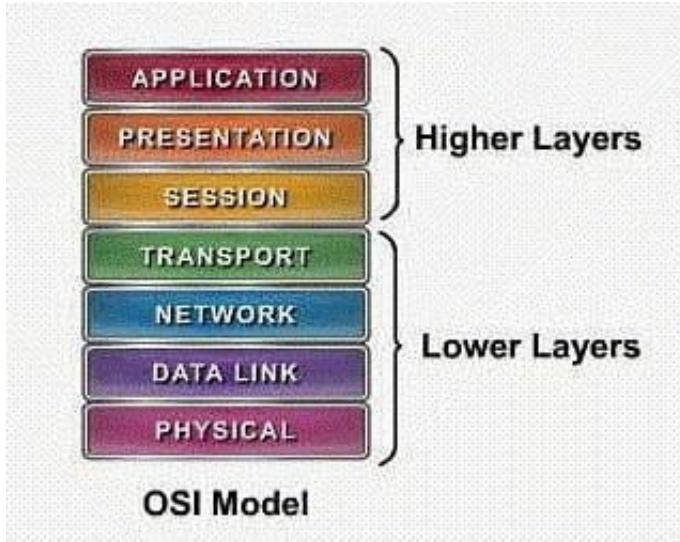 APPLICATION
PRESENTATION
Higher Layers
SESSION
TRANSPORT
NETWORK
Lower Layers
DATA LINK
PHYSICAL
OSI Model